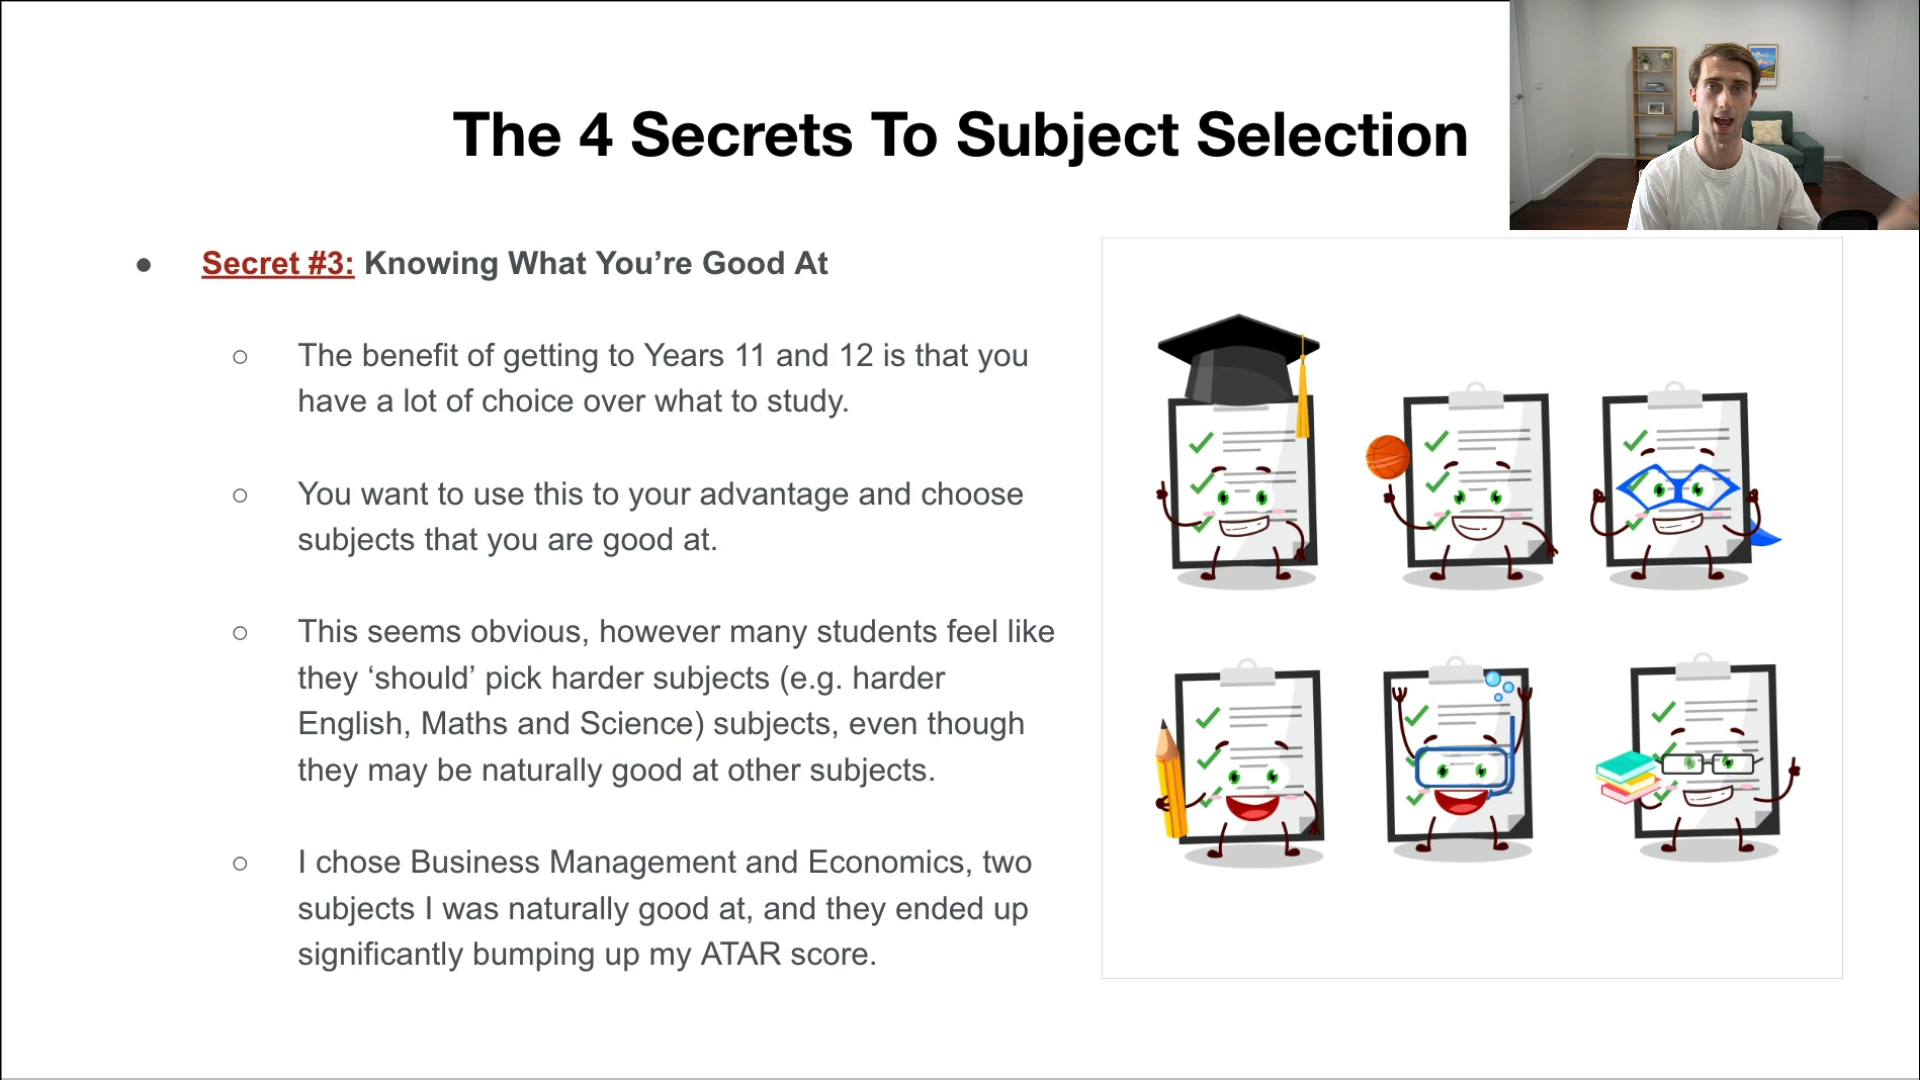 The 4 Secrets To Subject Selection
● Secret #3: Knowing What You’re Good At
○ The benefit of getting to Years 11 and 12 is that you
have a lot of choice over what to study.
○ You want to use this to your advantage and choose
subjects that you are good at.
○ This seems obvious, however many students feel like
they ‘should’ pick harder subjects (e.g. harder
English, Maths and Science) subjects, even though
they may be naturally good at other subjects.
○ I chose Business Management and Economics, two
subjects I was naturally good at, and they ended up
significantly bumping up my ATAR score.